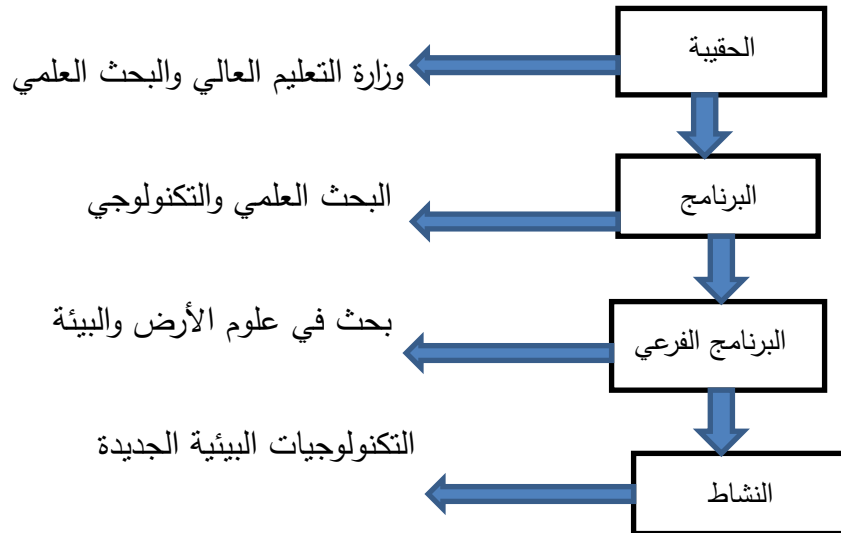 الحقيبة
وزارة التعليم العالي والبحث العلمي
البرنامج
البحث العلمي والتكنولوجي
البرنامج الفرعي
بحث في علوم الأرض والبيئة
النشاط
التكنولوجيات البيئية الجديدة